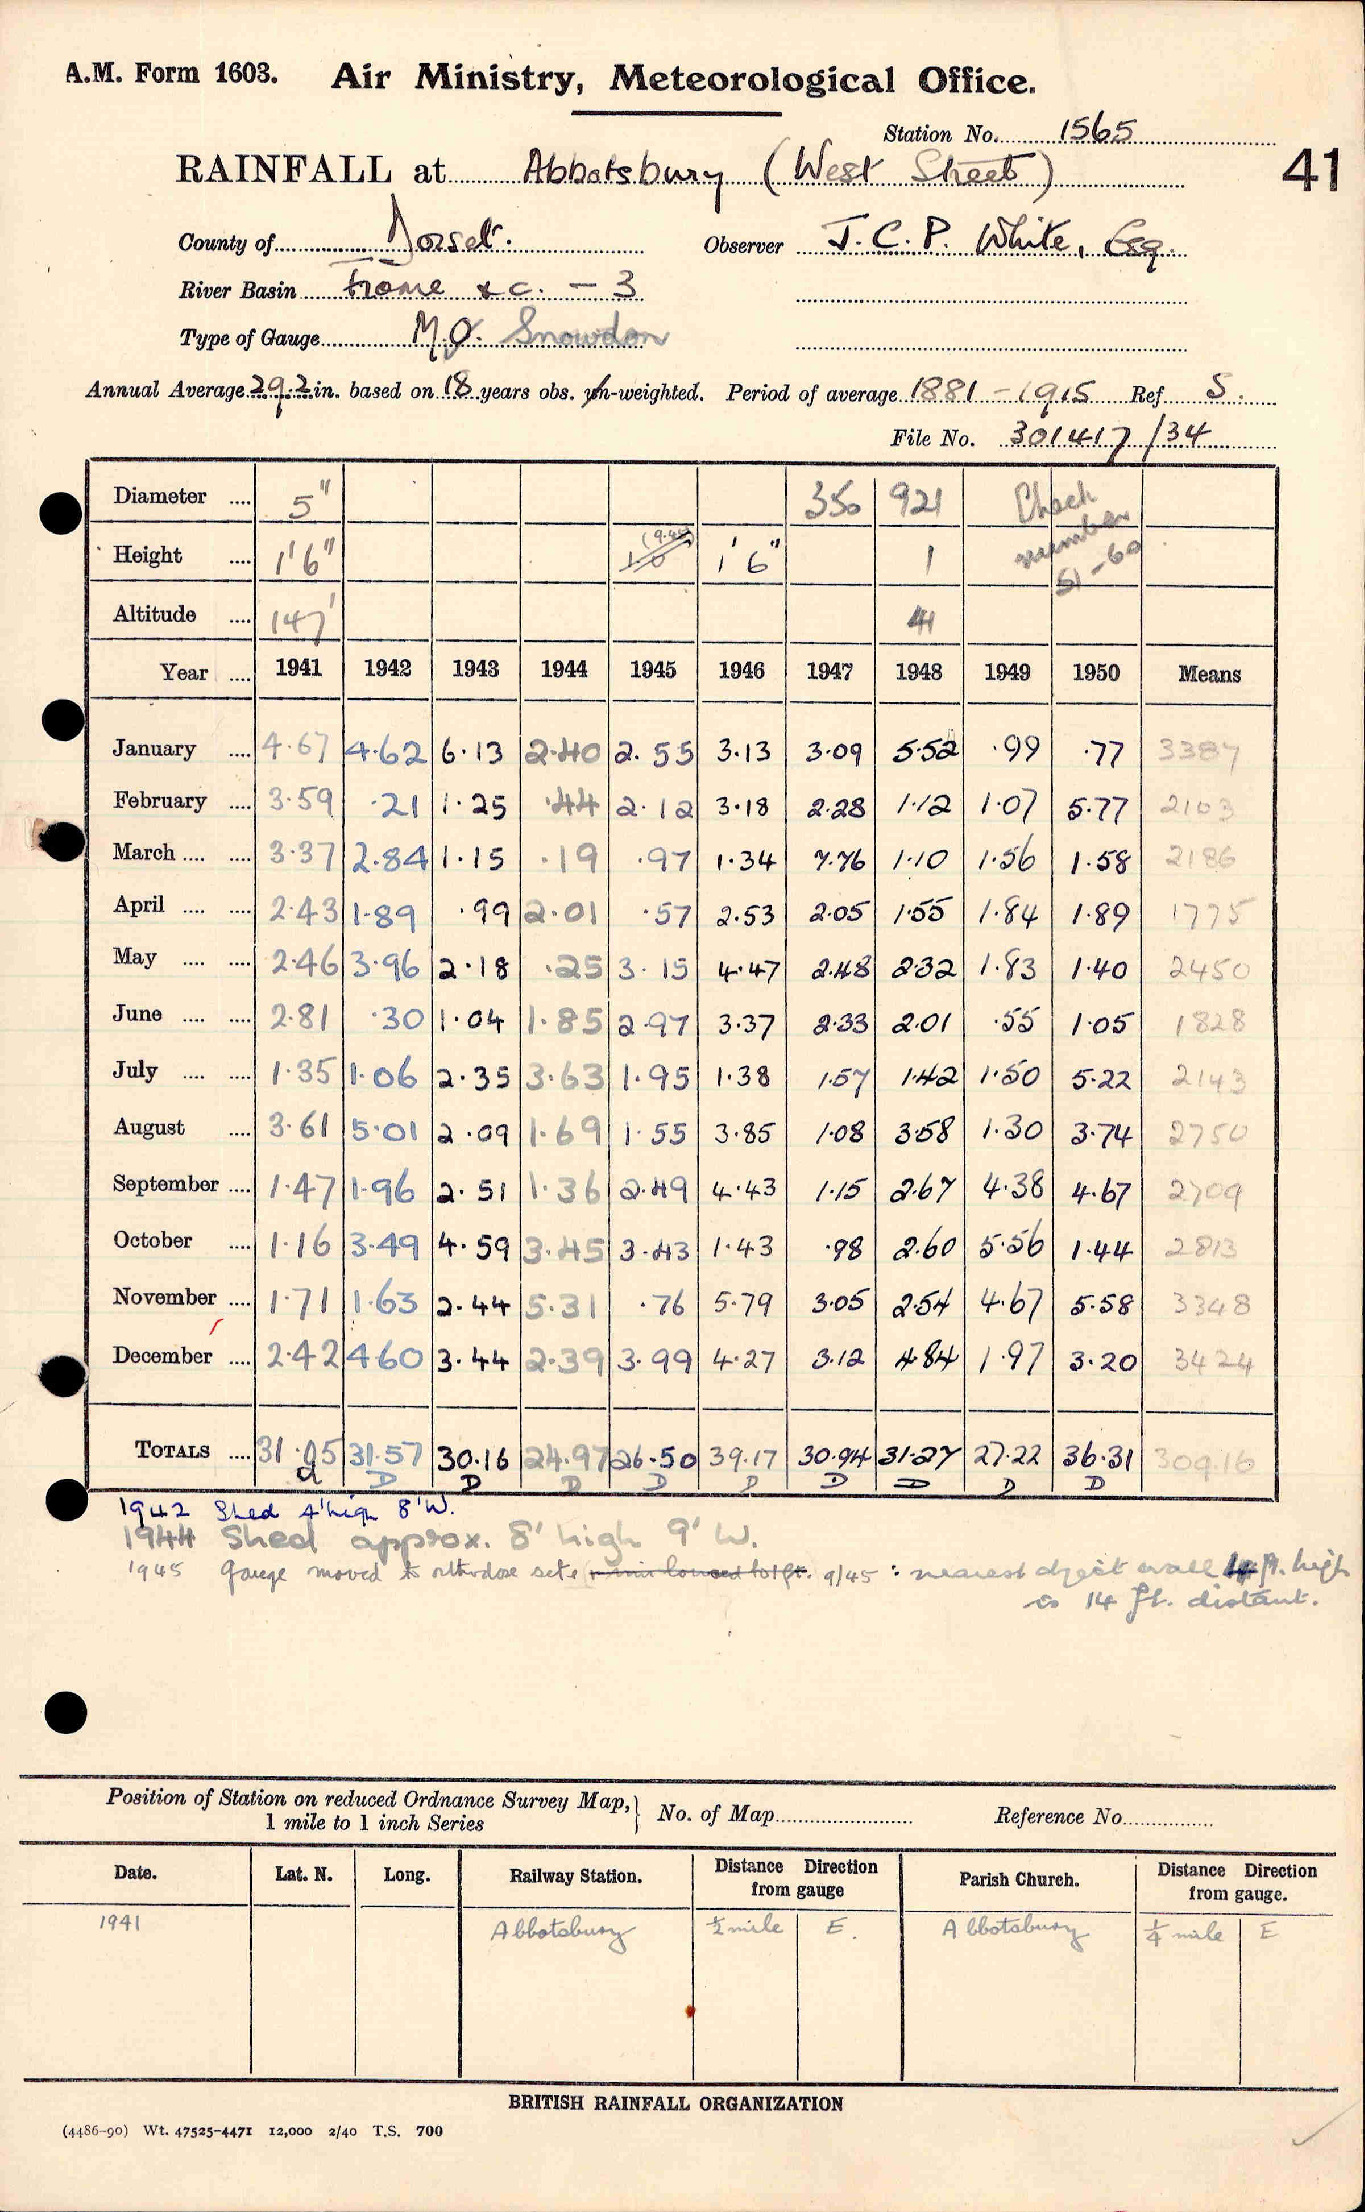 A.M. Form 1603. Air Ministry, Meteorological Office.
Station No. 1565
41
RAINFALL at Abbotsbury (West Street)
County of Dorset. Observer J. C. P. White, Esq.
River Basin Frome &c. - 3
Type of Gauge M.O. Snowdon
Annual Average 29.2 in. based on 18 years obs. un-weighted. Period of average 1881-1915 Ref. S.
File No. 301417/34
Diameter .... 5" 350 921 Check
Height .... 1'6" 1'6" 1 number 51-60
Altitude .... 147' 41
Year .... 1941 1942 1943 1944 1945 1946 1947 1948 1949 1950 Means
January .... 4.67 4.62 6.13 2.40 2.55 3.13 3.09 5.52 .99 .77 3387
February .... 3.59 .21 1.25 .44 2.12 3.18 2.28 1.12 1.07 5.77 2103
March .... .... 3.37 2.84 1.15 .19 .97 1.34 7.76 1.10 1.56 1.58 2186
April .... .... 2.43 1.89 .99 2.01 .57 2.53 2.05 1.55 1.84 1.89 1775
May .... .... 2.46 3.96 2.18 .25 3.15 4.47 2.48 2.32 1.83 1.40 2450
June .... .... 2.81 .30 1.04 1.85 2.97 3.37 2.33 2.01 .55 1.05 1828
July .... .... 1.35 1.06 2.35 3.63 1.95 1.38 1.57 1.42 1.50 5.22 2143
August .... 3.61 5.01 2.09 1.69 1.55 3.85 1.08 3.58 1.30 3.74 2750
September .... 1.47 1.96 2.51 1.36 2.49 4.43 1.15 2.67 4.38 4.67 2709
October .... 1.16 3.49 4.59 3.45 3.43 1.43 .98 2.60 5.56 1.44 2813
November .... 1.71 1.63 2.44 5.31 .76 5.79 3.05 2.54 4.67 5.58 3348
December .... 2.42 4.60 3.44 2.39 3.99 4.27 3.12 4.84 1.97 3.20 3424
TOTALS .... 31.05 31.57 30.16 24.97 26.50 39.17 30.94 31.27 27.22 36.31 309.16
d D D D D D D D D D
1942 Shed 4' high 8' W.
1944 Shed approx. 8' high 9' W.
1945 gauge moved to 9/45 : nearest object wall 4 ft. high
is 14 ft. distant.
Position of Station on reduced Ordnance Survey Map, 1 mile to 1 inch Series No. of Map Reference No.
Date. Lat. N. Long. Railway Station. Distance Direction from gauge Parish Church. Distance Direction from gauge.
1941 Abbotsbury ½ mile E. Abbotsbury ¼ mile E
BRITISH RAINFALL ORGANIZATION
(4486-90) Wt. 47525-4471 12,000 2/40 T.S. 700